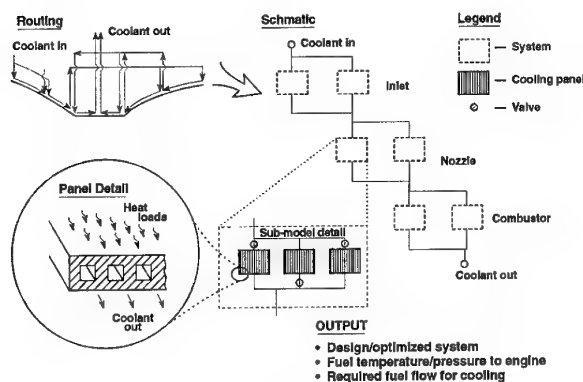 Routing
Coolant in
Coolant out
Schmatic
Coolant in
Inlet
Nozzle
Combustor
Coolant out
Legend
System
Cooling panel
Valve
Panel Detail
Heat
loads
Coolant
out
Sub-model detail
OUTPUT
• Design/optimized system
• Fuel temperature/pressure to engine
• Required fuel flow for cooling